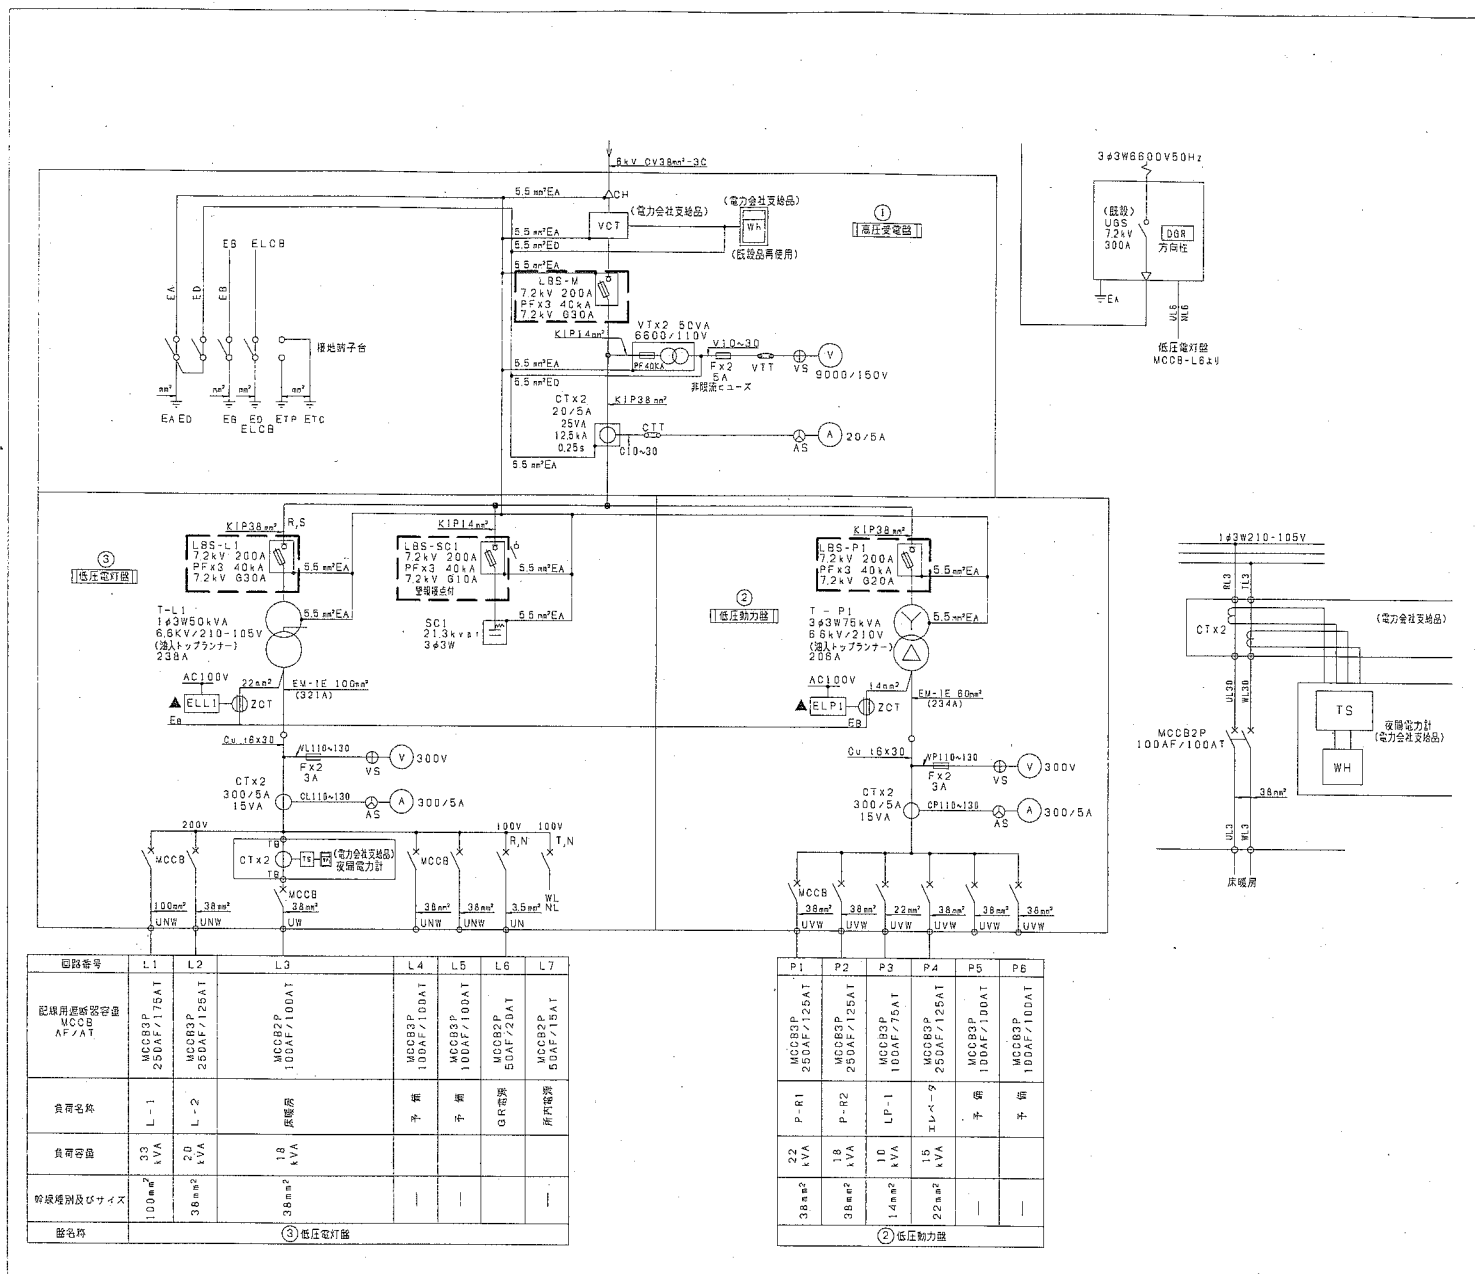 6kV CV38mm²-3C
5.5mm²EA
CH
(電力会社支給品)
VCT
(電力会社支給品)
Wh
(既設品再使用)
5.5mm²EA
5.5mm²ED
①
高圧受電盤
3φ3W6600V50Hz
(既設)
UGS
7.2kV
300A
DGR
方向性
EA
VL6
NL6
低圧電灯盤
MCCB-L6より
EB
ELCB
EA
ED
EB
接地端子台
mm²
mm²
mm²
mm²
EA ED
EB
ED
ELCB
ETP
ETC
5.5mm²EA
LBS-M
7.2kV 200A
PFx3 40kA
7.2kV G30A
KIP14mm²
VTx2 50VA
6600/110V
PF40KA
V10~30
Fx2
5A
非限流ヒューズ
VTT
VS
V
9000/150V
5.5mm²EA
5.5mm²ED
KIP38mm²
CTx2
20/5A
25VA
12.5kA
0.25s
CTT
C10~30
AS
A
20/5A
5.5mm²EA
③
低圧電灯盤
KIP38mm²
R,S
LBS-L1
7.2kV 200A
PFx3 40kA
7.2kV G30A
5.5mm²EA
T-L1
1φ3W50kVA
6.6KV/210-105V
(油入トップランナー)
238A
5.5mm²EA
KIP14mm²
LBS-SC1
7.2kV 200A
PFx3 40kA
7.2kV G10A
警報接点付
5.5mm²EA
SC1
21.3kvar
3φ3W
5.5mm²EA
②
低圧動力盤
KIP38mm²
LBS-P1
7.2kV 200A
PFx3 40kA
7.2kV G20A
5.5mm²EA
T-P1
3φ3W75kVA
6.6kV/210V
(油入トップランナー)
206A
5.5mm²EA
AC100V
ELL1
22mm²
ZCT
EB
EM-IE 100mm²
(321A)
Cu t6x30
VL110~130
Fx2
3A
VS
V
300V
CTx2
300/5A
15VA
CL110~130
AS
A
300/5A
AC100V
ELP1
14mm²
ZCT
EB
EM-IE 60mm²
(234A)
Cu t6x30
VP110~130
Fx2
3A
VS
V
300V
CTx2
300/5A
15VA
CP110~130
AS
A
300/5A
200V
MCCB
100mm²
UNW
38mm²
UNW
TB
CTx2
TS
(電力会社支給品)
夜間電力計
TB
MCCB
38mm²
UW
MCCB
38mm²
UNW
38mm²
UNW
100V
R,N
3.5mm²
UN
100V
T,N
WL
NL
MCCB
38mm²
UVW
38mm²
UVW
22mm²
UVW
38mm²
UVW
38mm²
UVW
38mm²
UVW
1φ3W210-105V
RL3
TL3
CTx2
(電力会社支給品)
UL30
WL30
TS
WH
夜間電力計
(電力会社支給品)
MCCB2P
100AF/100AT
38mm²
UL3
WL3
床暖房
回路番号 L1 L2 L3 L4 L5 L6 L7
配線用遮断器容量
MCCB
AF/AT
MCCB3P
250AF/175AT
MCCB3P
250AF/125AT
MCCB2P
100AF/100AT
MCCB3P
100AF/100AT
MCCB3P
100AF/100AT
MCCB2P
50AF/20AT
MCCB2P
50AF/15AT
負荷名称 L-1 L-2 床暖房 予備 予備 GR電源 所内電源
負荷容量 33kVA 20kVA 18kVA
幹線種別及びサイズ 100mm² 38mm² 38mm² — — —
盤名称 ③低圧電灯盤
P1 P2 P3 P4 P5 P6
MCCB3P
250AF/125AT
MCCB3P
250AF/125AT
MCCB3P
100AF/75AT
MCCB3P
250AF/125AT
MCCB3P
100AF/100AT
MCCB3P
100AF/100AT
P-R1 P-R2 LP-1 エレベータ 予備 予備
22kVA 18kVA 10kVA 15kVA
38mm² 38mm² 14mm² 22mm² — —
②低圧動力盤